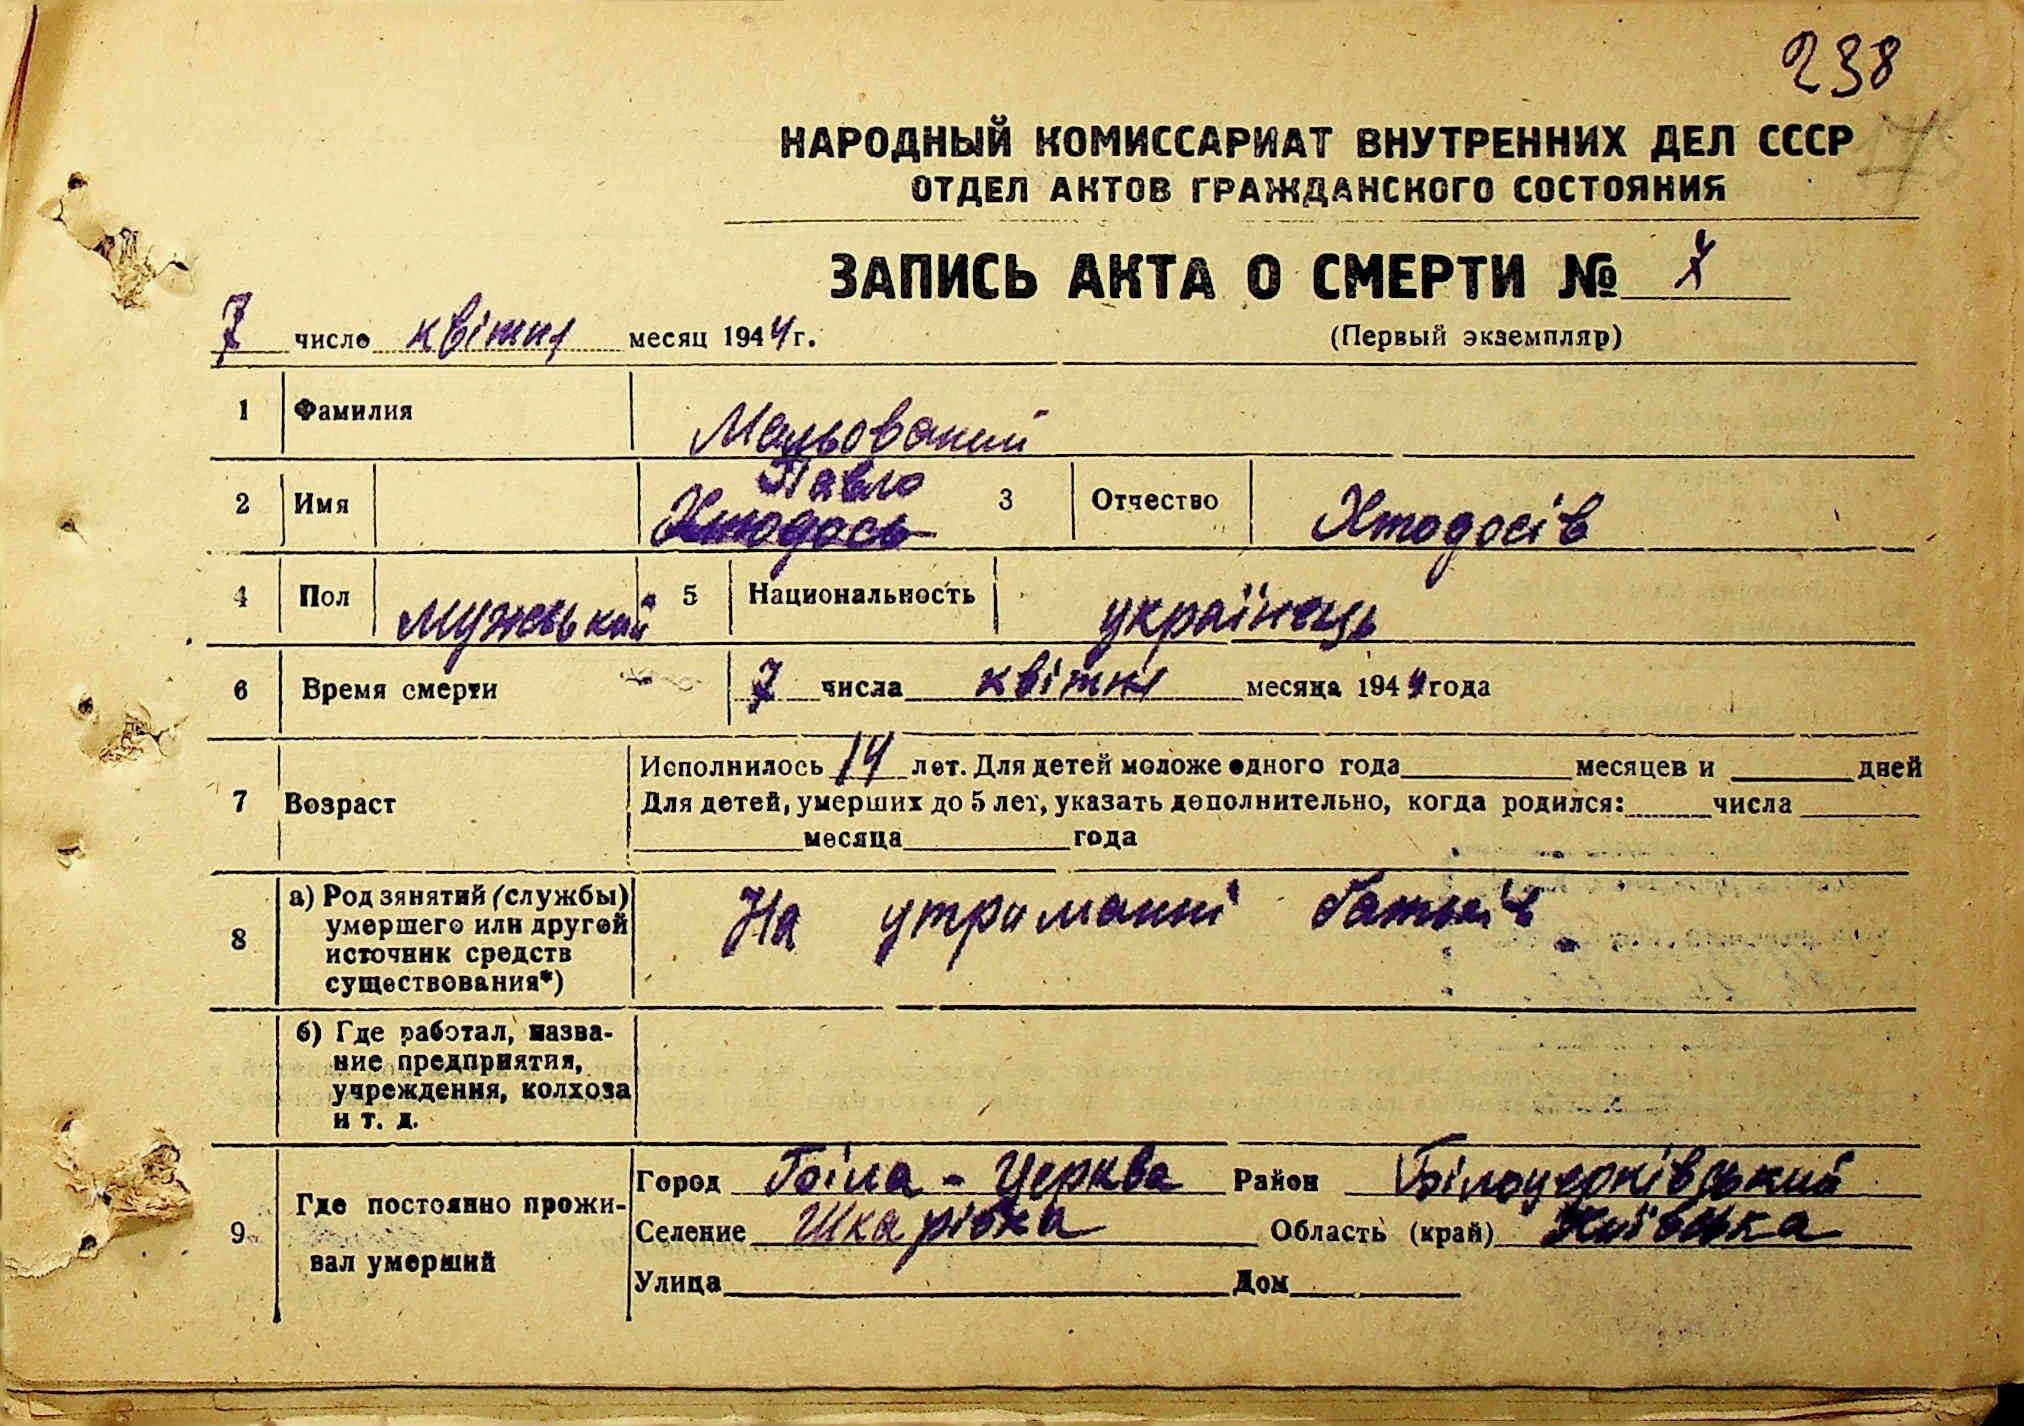 238
НАРОДНЫЙ КОМИССАРИАТ ВНУТРЕННИХ ДЕЛ СССР
ОТДЕЛ АКТОВ ГРАЖДАНСКОГО СОСТОЯНИЯ
ЗАПИСЬ АКТА О СМЕРТИ № 7
7 число квітня месяц 1944 г.
(Первый экземпляр)
1 Фамилия Мальований
2 Имя Павло 3 Отчество Хтодосів
Хтодось
4 Пол мужський 5 Национальность українець
6 Время смерти 7 числа квітня месяца 1944 года
7 Возраст Исполнилось 14 лет. Для детей моложе одного года месяцев и дней
Для детей, умерших до 5 лет, указать дополнительно, когда родился: числа
месяца года
8 а) Род зянятий (службы) умершего или другой источник средств существования*) На утриманні батьків
б) Где работал, назва-
ние предприятия,
учреждения, колхоза
и т. д.
9 Где постоянно прожи-
вал умерший
Город Біла - Церква Район Білоцерківський
Селение Шкарівка Область (край) Київська
Улица Дом